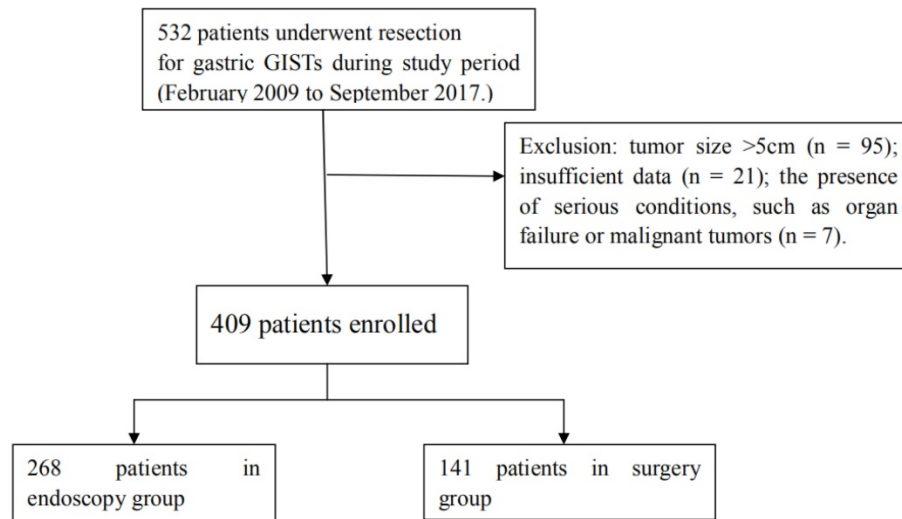 532 patients underwent resection
for gastric GISTs during study period
(February 2009 to September 2017.)
Exclusion: tumor size >5cm (n = 95);
insufficient data (n = 21); the presence
of serious conditions, such as organ
failure or malignant tumors (n = 7).
409 patients enrolled
268 patients in
endoscopy group
141 patients in surgery
group